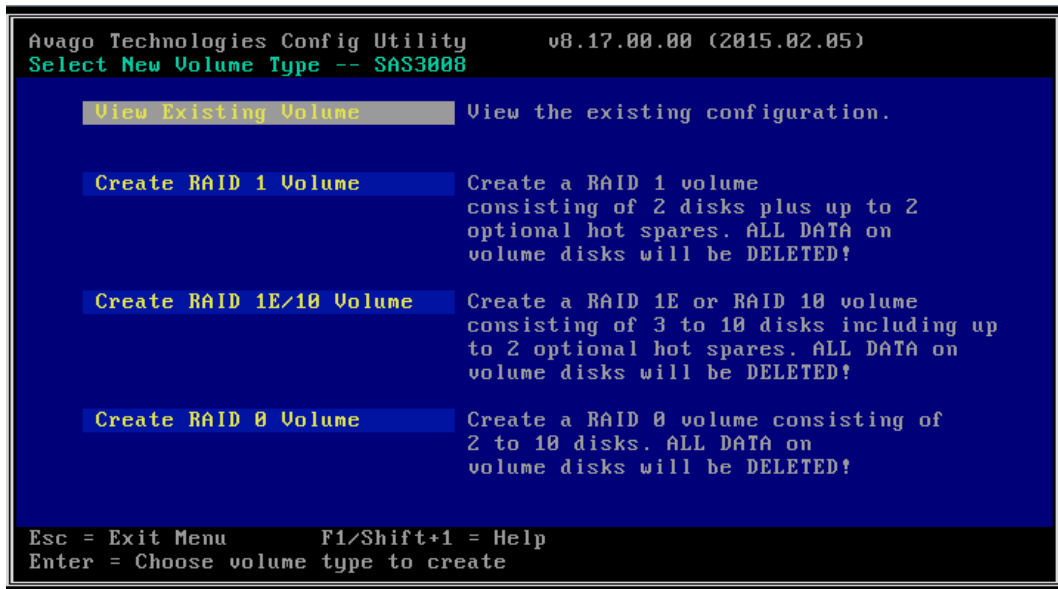 Avago Technologies Config Utility v8.17.00.00 (2015.02.05)
Select New Volume Type -- SAS3008
View Existing Volume View the existing configuration.
Create RAID 1 Volume Create a RAID 1 volume
consisting of 2 disks plus up to 2
optional hot spares. ALL DATA on
volume disks will be DELETED!
Create RAID 1E/10 Volume Create a RAID 1E or RAID 10 volume
consisting of 3 to 10 disks including up
to 2 optional hot spares. ALL DATA on
volume disks will be DELETED!
Create RAID 0 Volume Create a RAID 0 volume consisting of
2 to 10 disks. ALL DATA on
volume disks will be DELETED!
Esc = Exit Menu F1/Shift+1 = Help
Enter = Choose volume type to create